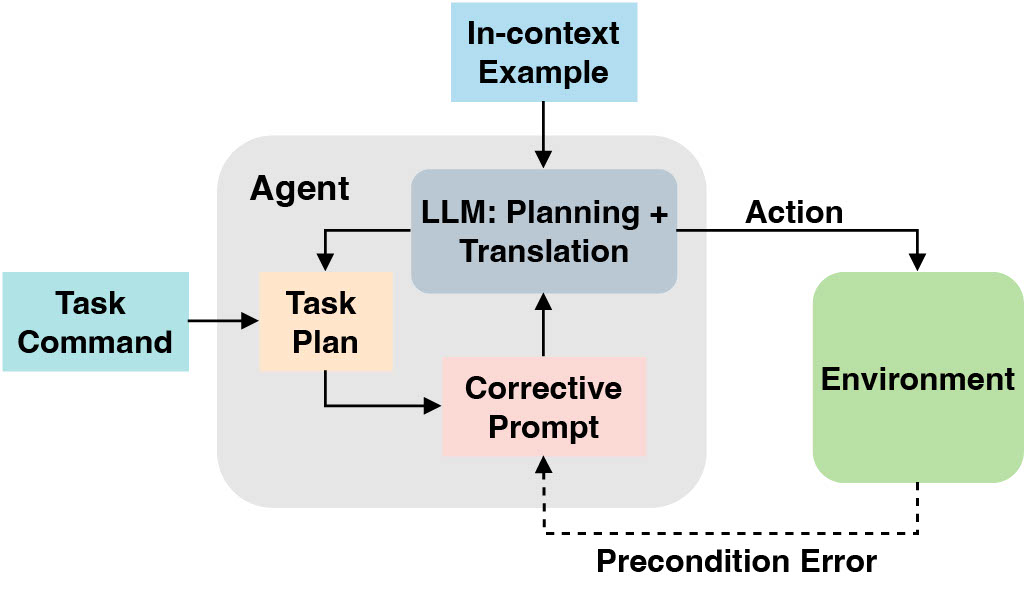 In-context
Example
Agent
LLM: Planning +
Translation
Action
Task
Command
Task
Plan
Corrective
Prompt
Environment
Precondition Error